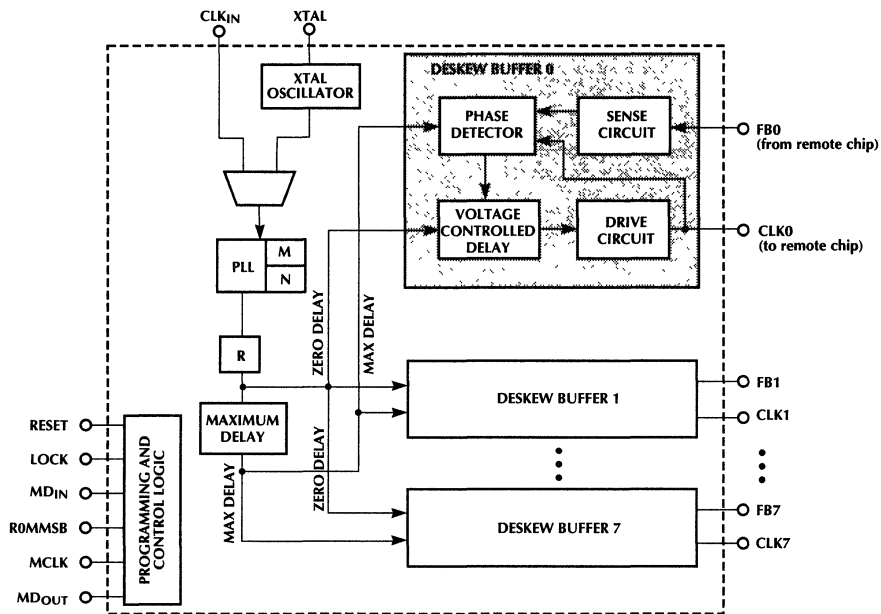 CLKIN
XTAL
XTAL
OSCILLATOR
DESKEW BUFFER 0
PHASE
DETECTOR
SENSE
CIRCUIT
FB0
(from remote chip)
VOLTAGE
CONTROLLED
DELAY
DRIVE
CIRCUIT
CLK0
(to remote chip)
PLL
M
N
ZERO DELAY
MAX DELAY
R
MAXIMUM
DELAY
DESKEW BUFFER 1
FB1
CLK1
RESET
LOCK
MDIN
R0MMSB
MCLK
MDOUT
PROGRAMMING AND
CONTROL LOGIC
MAX DELAY
ZERO DELAY
DESKEW BUFFER 7
FB7
CLK7